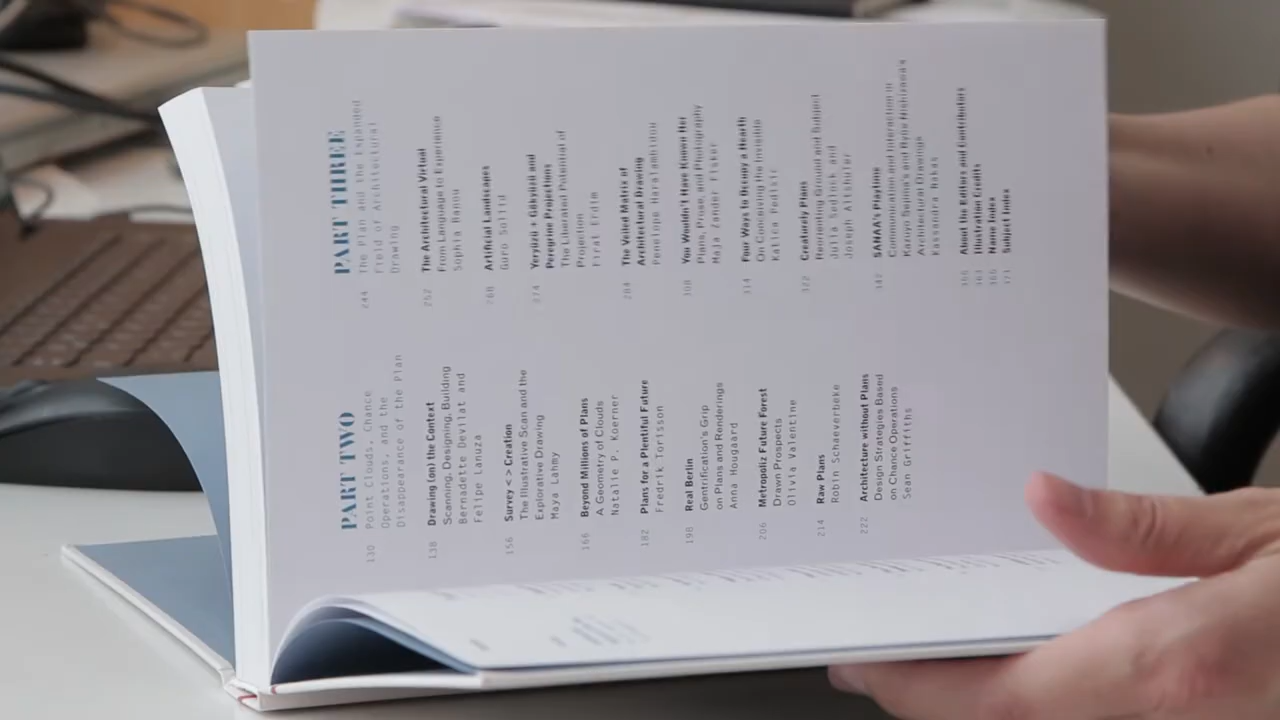 PART TWO
130 Point Clouds, Chance
Operations, and the
Disappearance of the Plan
138 Drawing (on) the Context
Scanning, Designing, Building
Bernadette Devilat and
Felipe Lanuza
156 Survey < > Creation
The Illustrative Scan and the
Explorative Drawing
Maya Lahmy
166 Beyond Millions of Plans
A Geometry of Clouds
Natalie P. Koerner
182 Plans for a Plentiful Future
Fredrik Torisson
198 Real Berlin
Gentrification's Grip
on Plans and Renderings
Anna Hougaard
206 Metropoliz Future Forest
Drawn Prospects
Olivia Valentine
214 Raw Plans
Robin Schaeverbeke
222 Architecture without Plans
Design Strategies Based
on Chance Operations
Sean Griffiths
PART THREE
244 The Plan and the Expanded
Field of Architectural
Drawing
The Architectural Virtual
From Language to Experience
Sophia Banou
268 Artificial Landscapes
Guro Sollid
274 Yeryüzü + Gökyüzü and
Peregrine Projections
The Liberated Potential of
Projection
Firat Erdim
284 The Veiled Matrix of
Architectural Drawing
Penelope Haralambidou
308 You Wouldn't Have Known Her
Plans, Prose, and Photography
Maja Zander Fisker
314 Four Ways to Occupy a Hearth
On Conceiving the Invisible
Katica Pedisic
322 Creaturely Plans
Reorienting Ground and Subject
Julia Sedlock and
Joseph Altshuler
347 SANAA's Playtime
Communication and Interaction in
Kazuyo Sejima's and Ryue Nishizawa's
Architectural Drawings
Kassandra Nakas
About the Editors and Contributors
363 Illustration Credits
Name Index
371 Subject Index